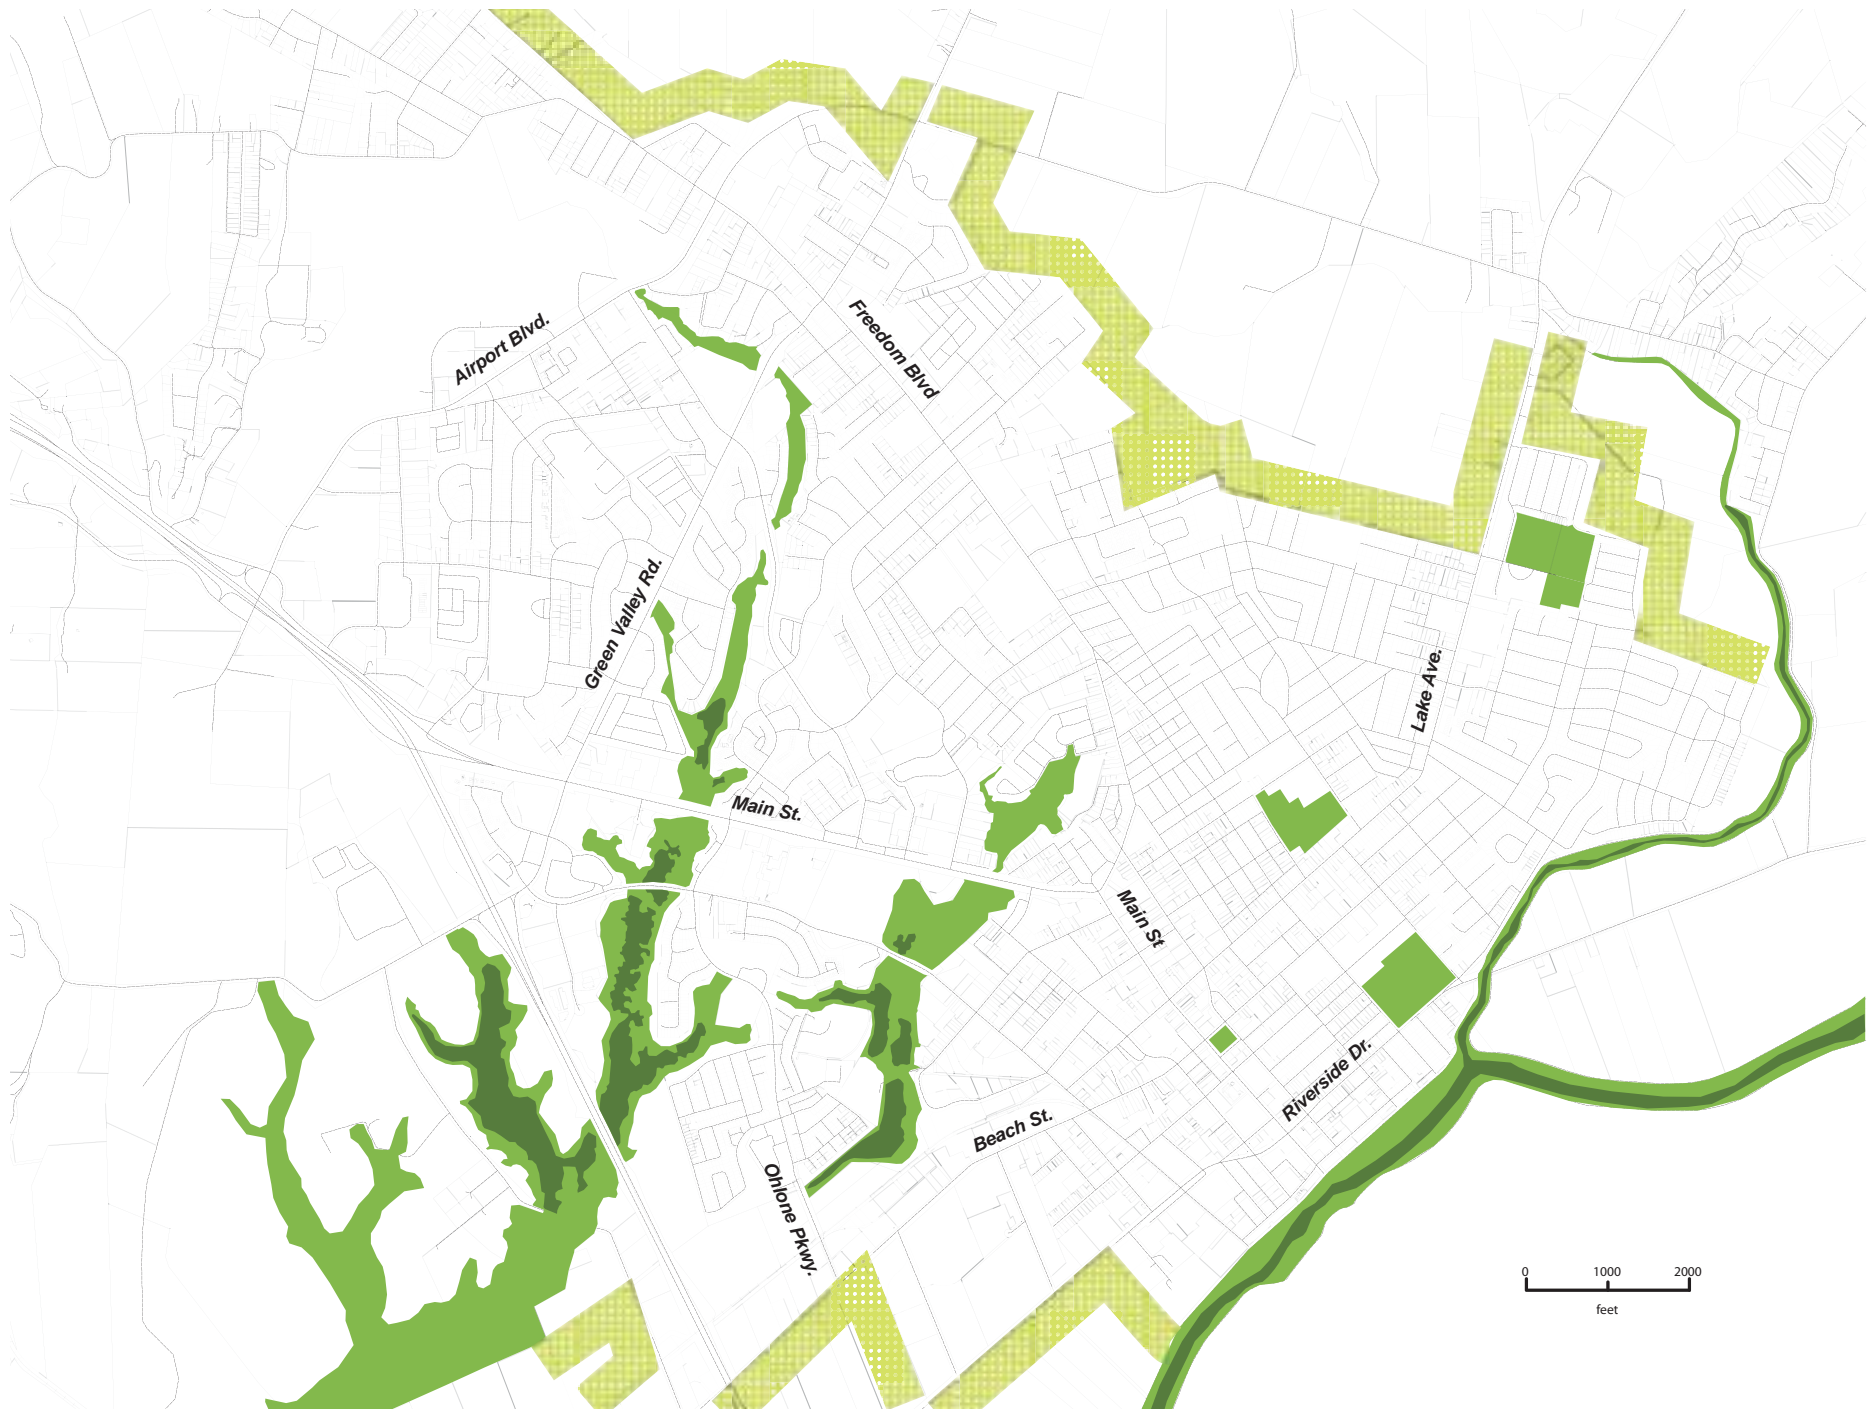 Freedom Blvd
Airport Blvd.
Green Valley Rd.
Lake Ave.
Main St.
Main St
Riverside Dr.
Beach St.
Ohlone Pkwy.
0 1000 2000
feet